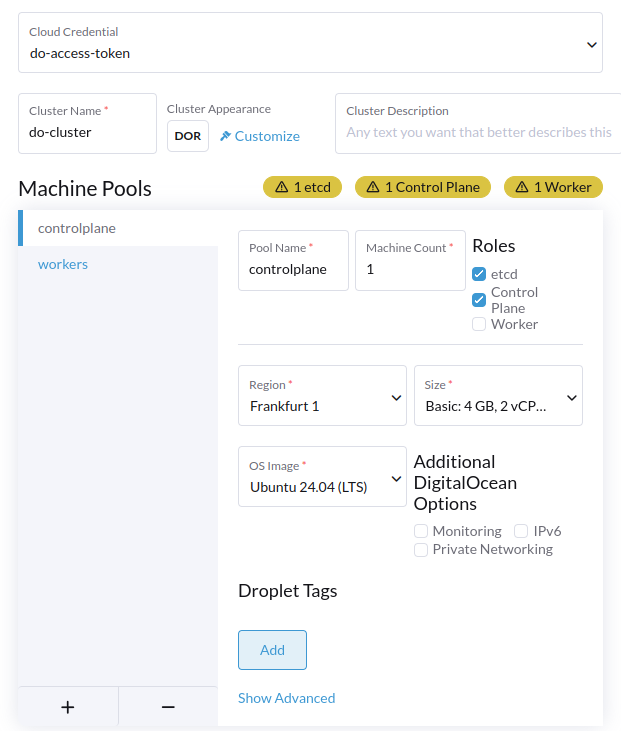 Cloud Credential
do-access-token
Cluster Name *
do-cluster
Cluster Appearance
DOR
Customize
Cluster Description
Any text you want that better describes this
Machine Pools
1 etcd
1 Control Plane
1 Worker
controlplane
workers
Pool Name *
controlplane
Machine Count *
1
Roles
etcd
Control
Plane
Worker
Region *
Frankfurt 1
Size *
Basic: 4 GB, 2 vCP...
OS Image *
Ubuntu 24.04 (LTS)
Additional
DigitalOcean
Options
Monitoring
IPv6
Private Networking
Droplet Tags
Add
Show Advanced
+
−